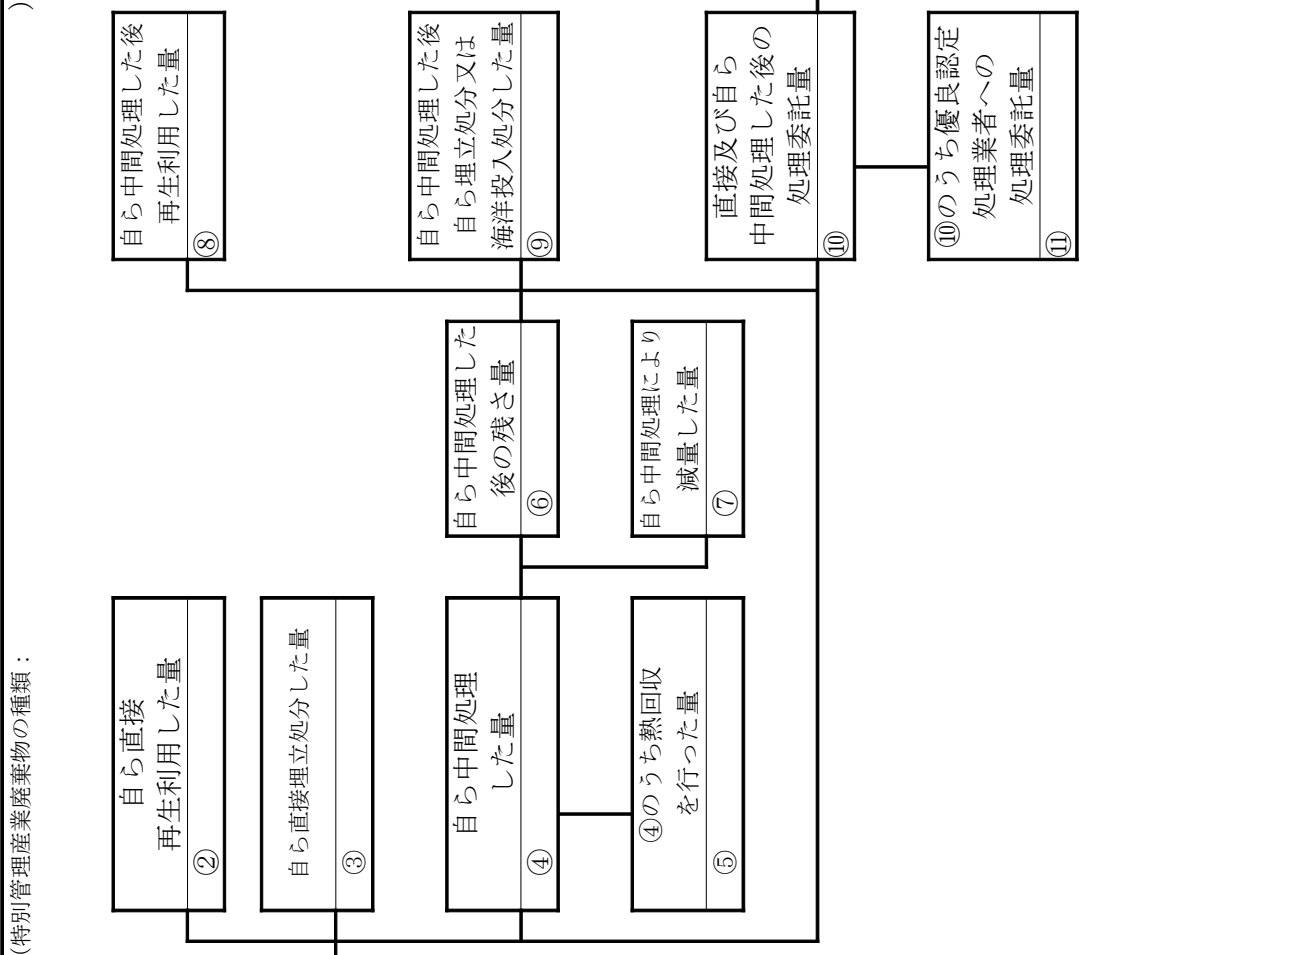 (特別管理産業廃棄物の種類：
)
自ら直接
再生利用した量
②
自ら中間処理した後
再生利用した量
⑧
自ら直接埋立処分した量
③
自ら中間処理
した量
④
自ら中間処理した
後の残さ量
⑥
自ら中間処理した後
自ら埋立処分又は
海洋投入処分した量
⑨
④のうち熱回収
を行った量
⑤
自ら中間処理により
減量した量
⑦
直接及び自ら
中間処理した後の
処理委託量
⑩
⑩のうち優良認定
処理業者への
処理委託量
⑪